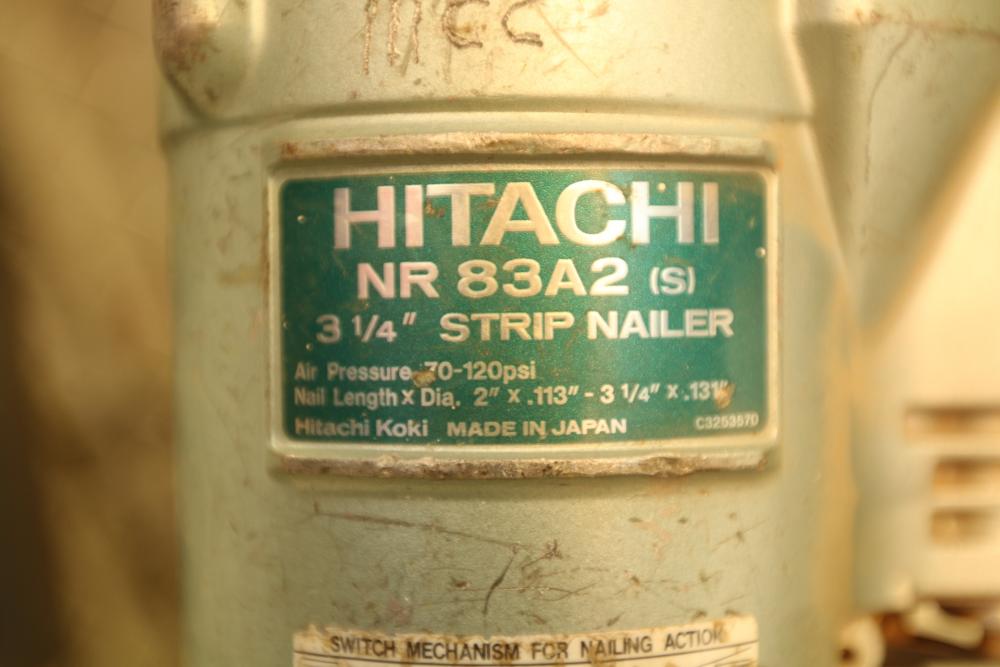 HITACHI
NR 83A2 (S)
3 1/4" STRIP NAILER
Air Pressure 70-120psi
Nail Length x Dia. 2" x .113" - 3 1/4" x .131"
Hitachi Koki MADE IN JAPAN C3253570
SWITCH MECHANISM FOR NAILING ACTION